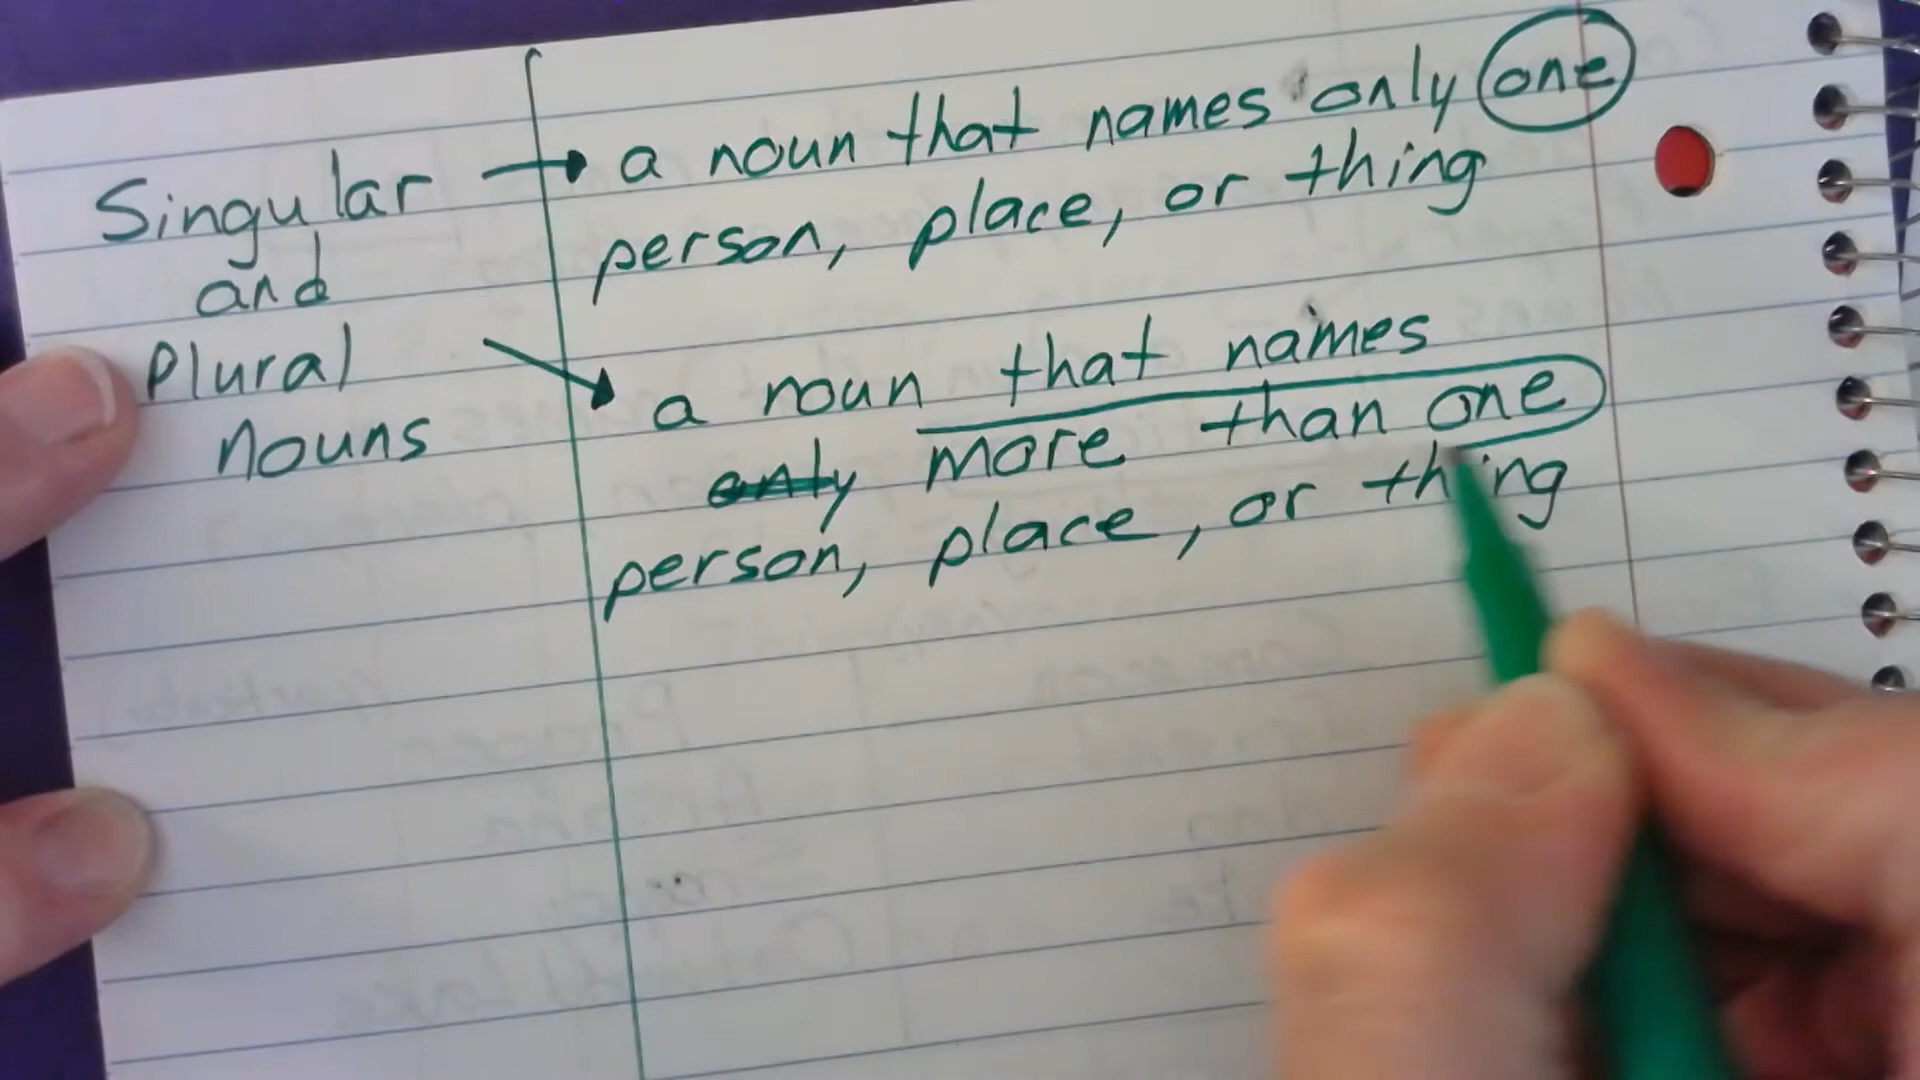 Singular
and
Plural
nouns
a noun that names only one
person, place, or thing
a noun that names
only more than one
person, place, or thing